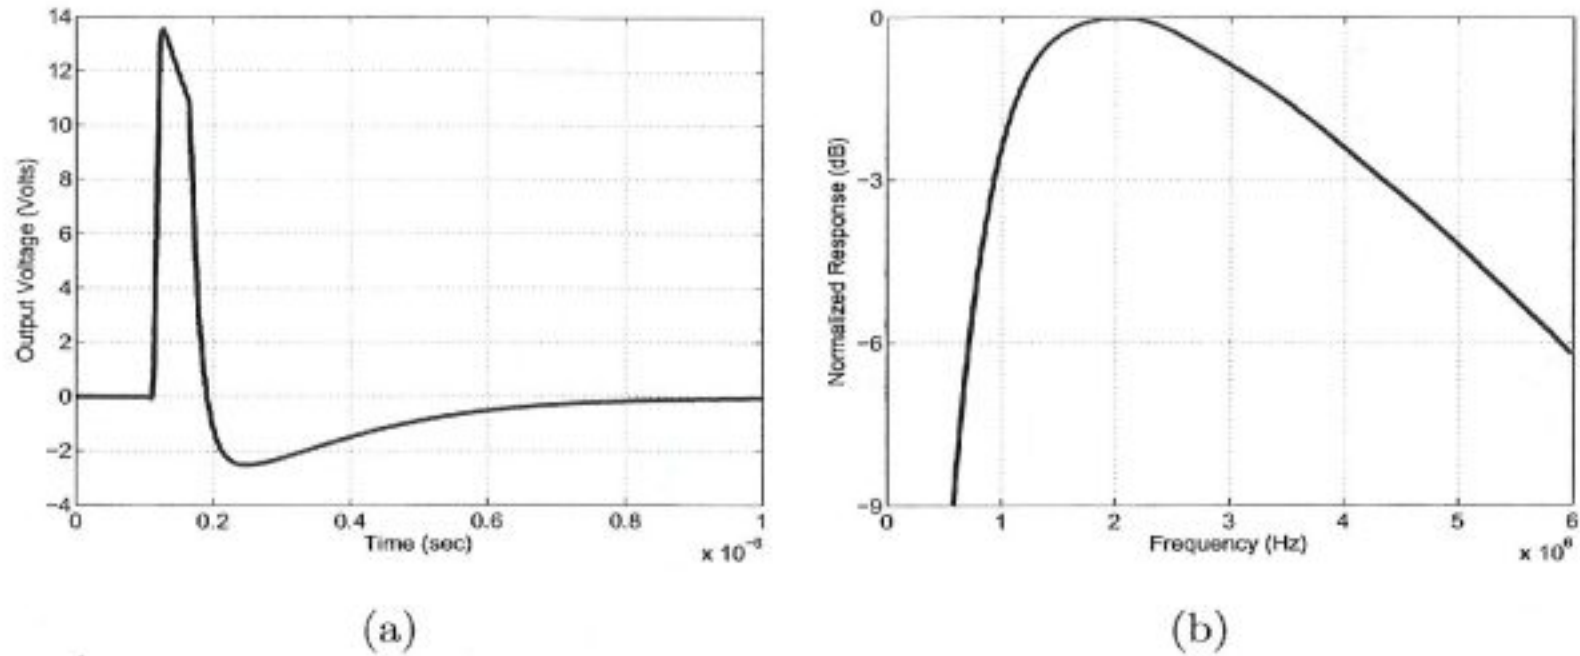 14
12
10
8
6
4
2
0
−2
−4
Output Voltage (Volts)
0 0.2 0.4 0.6 0.8 1
Time (sec)
x 10⁻⁶
(a)
0
−3
−6
−9
Normalized Response (dB)
0 1 2 3 4 5 6
Frequency (Hz)
x 10⁶
(b)